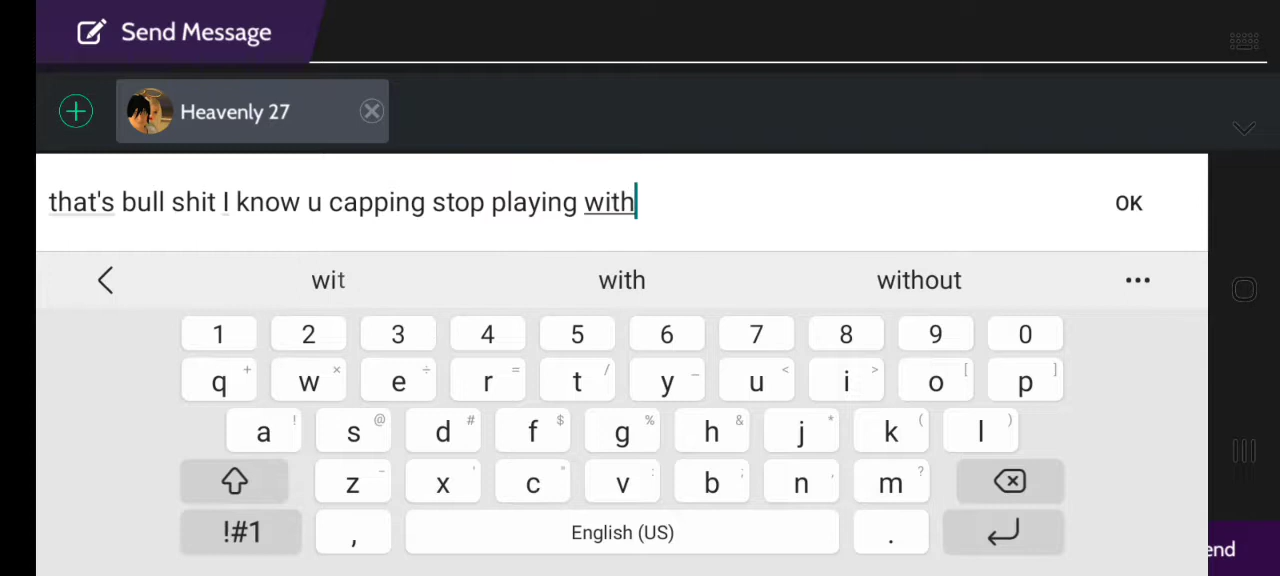 Send Message
Heavenly 27
that's bull shit I know u capping stop playing with
OK
wit with without
1 2 3 4 5 6 7 8 9 0
q + w × e ÷ r = t / y _ u < i > o [ p ]
a ! s @ d # f $ g % h & j * k ( l )
z - x ' c " v : b ; n , m ?
!#1 , English (US) .
end